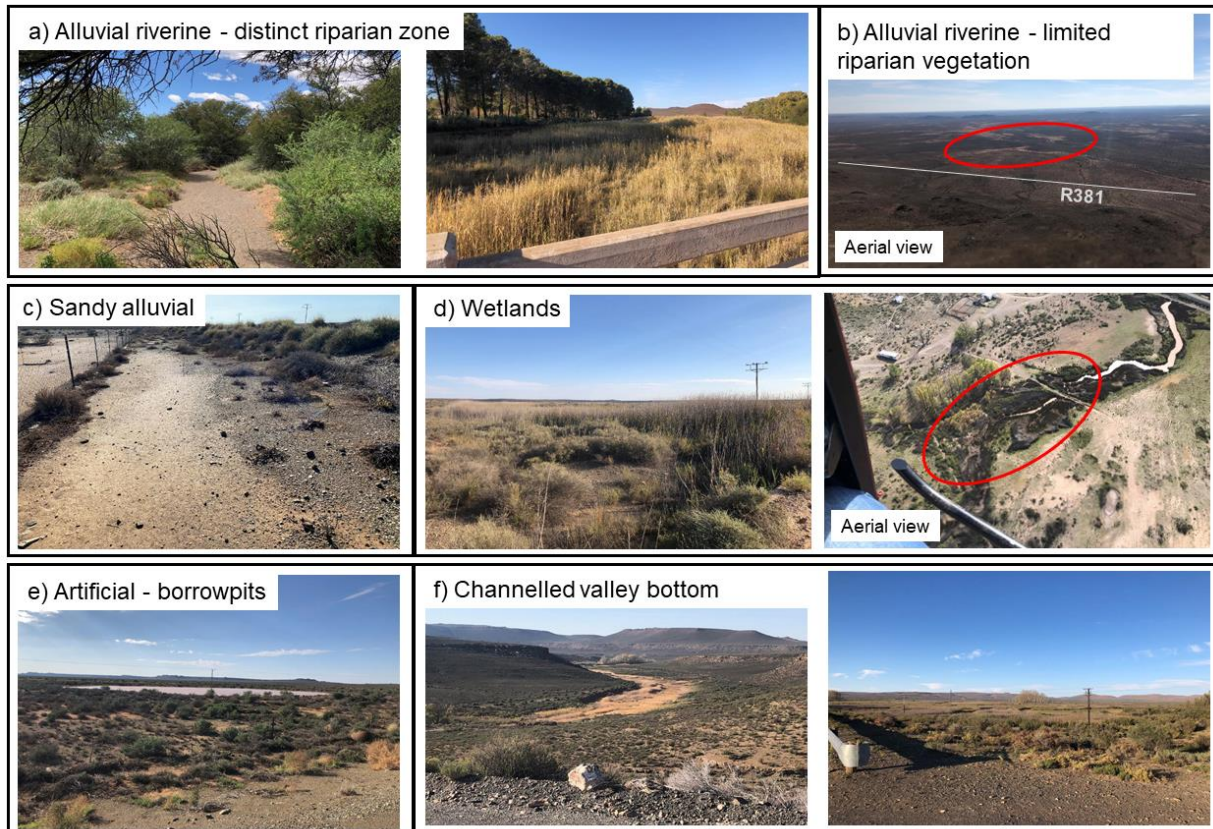 a) Alluvial riverine - distinct riparian zone
b) Alluvial riverine - limited
riparian vegetation
R381
Aerial view
c) Sandy alluvial
d) Wetlands
Aerial view
e) Artificial - borrowpits
f) Channelled valley bottom